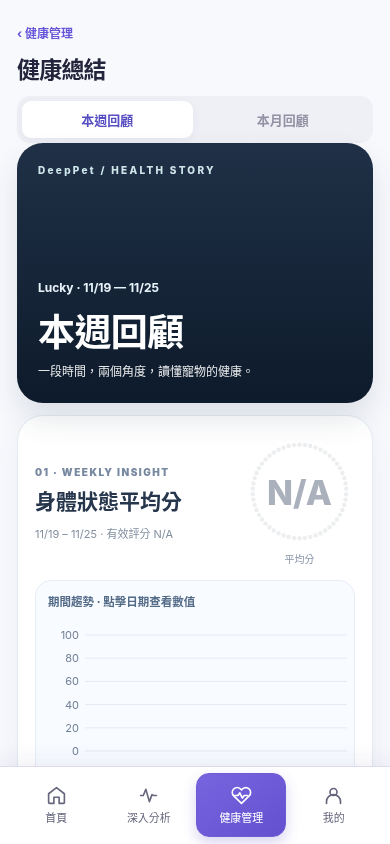 ‹ 健康管理
健康總結
本週回顧
本月回顧
DeepPet / HEALTH STORY
Lucky · 11/19 — 11/25
本週回顧
一段時間，兩個角度，讀懂寵物的健康。
01 · WEEKLY INSIGHT
身體狀態平均分
11/19 – 11/25 · 有效評分 N/A
N/A
平均分
期間趨勢 · 點擊日期查看數值
100
80
60
40
20
0
首頁
深入分析
健康管理
我的